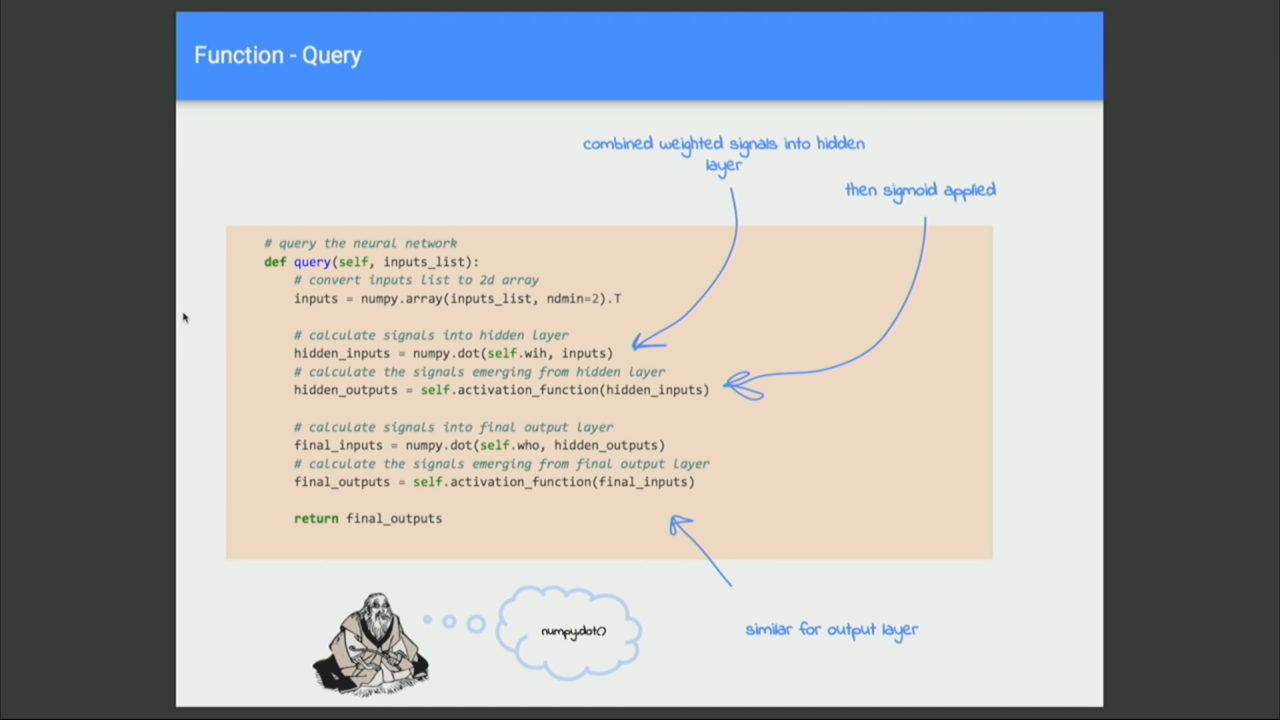 Function - Query
combined weighted signals into hidden
layer
then sigmoid applied
# query the neural network
def query(self, inputs_list):
# convert inputs list to 2d array
inputs = numpy.array(inputs_list, ndmin=2).T
# calculate signals into hidden layer
hidden_inputs = numpy.dot(self.wih, inputs)
# calculate the signals emerging from hidden layer
hidden_outputs = self.activation_function(hidden_inputs)
# calculate signals into final output layer
final_inputs = numpy.dot(self.who, hidden_outputs)
# calculate the signals emerging from final output layer
final_outputs = self.activation_function(final_inputs)
return final_outputs
numpy.dot()
similar for output layer